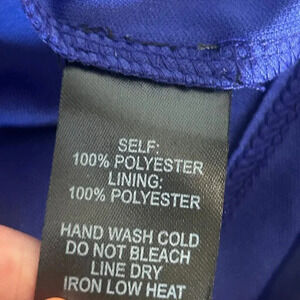 SELF:
100% POLYESTER
LINING:
100% POLYESTER
HAND WASH COLD
DO NOT BLEACH
LINE DRY
IRON LOW HEAT